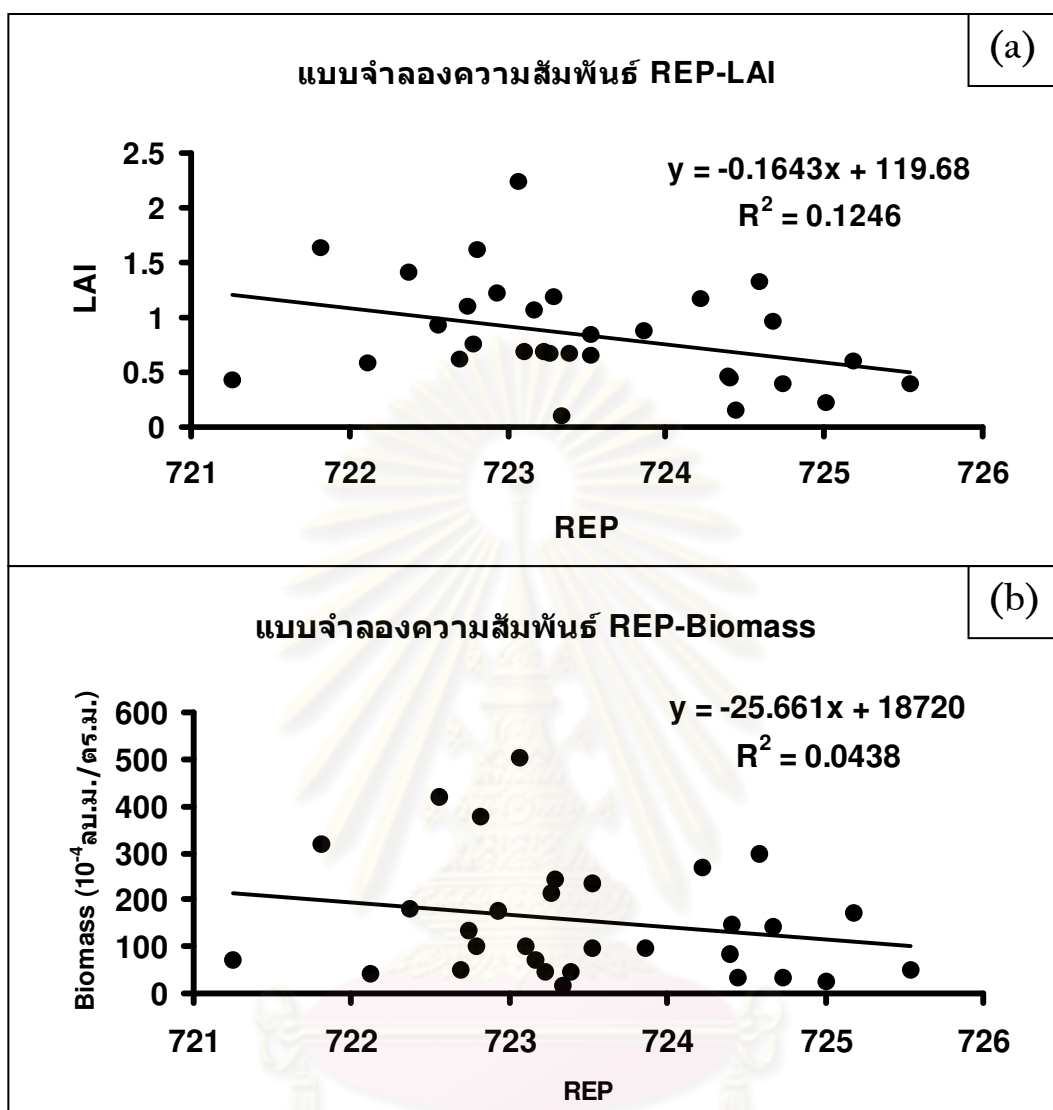 (a)
แบบจำลองความสัมพันธ์ REP-LAI
y = -0.1643x + 119.68
R² = 0.1246
2.5
2
1.5
1
0.5
0
LAI
721 722 723 724 725 726
REP
(b)
แบบจำลองความสัมพันธ์ REP-Biomass
y = -25.661x + 18720
R² = 0.0438
600
500
400
300
200
100
0
Biomass (10⁻⁴ลบ.ม./ตร.ม.)
721 722 723 724 725 726
REP